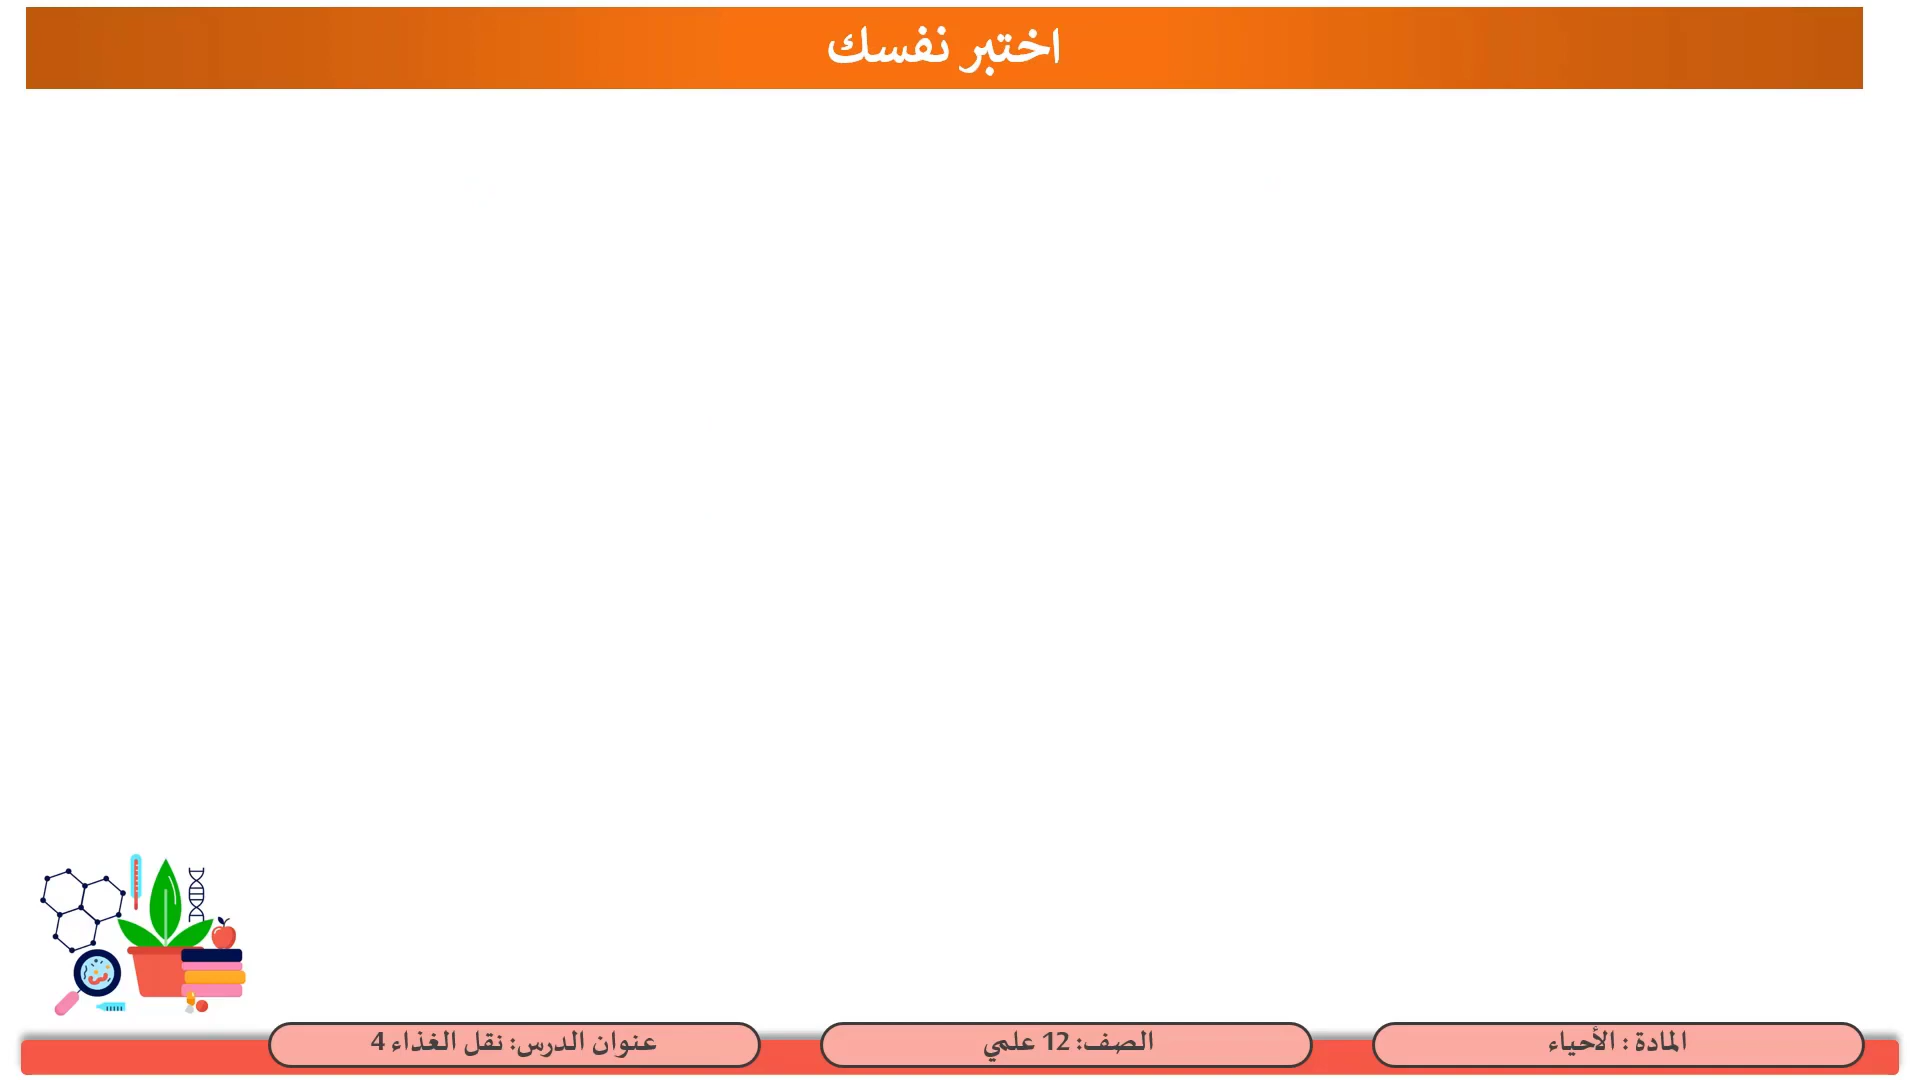 اختبر نفسك
المادة : الأحياء
الصف: 12 علمي
عنوان الدرس: نقل الغذاء 4